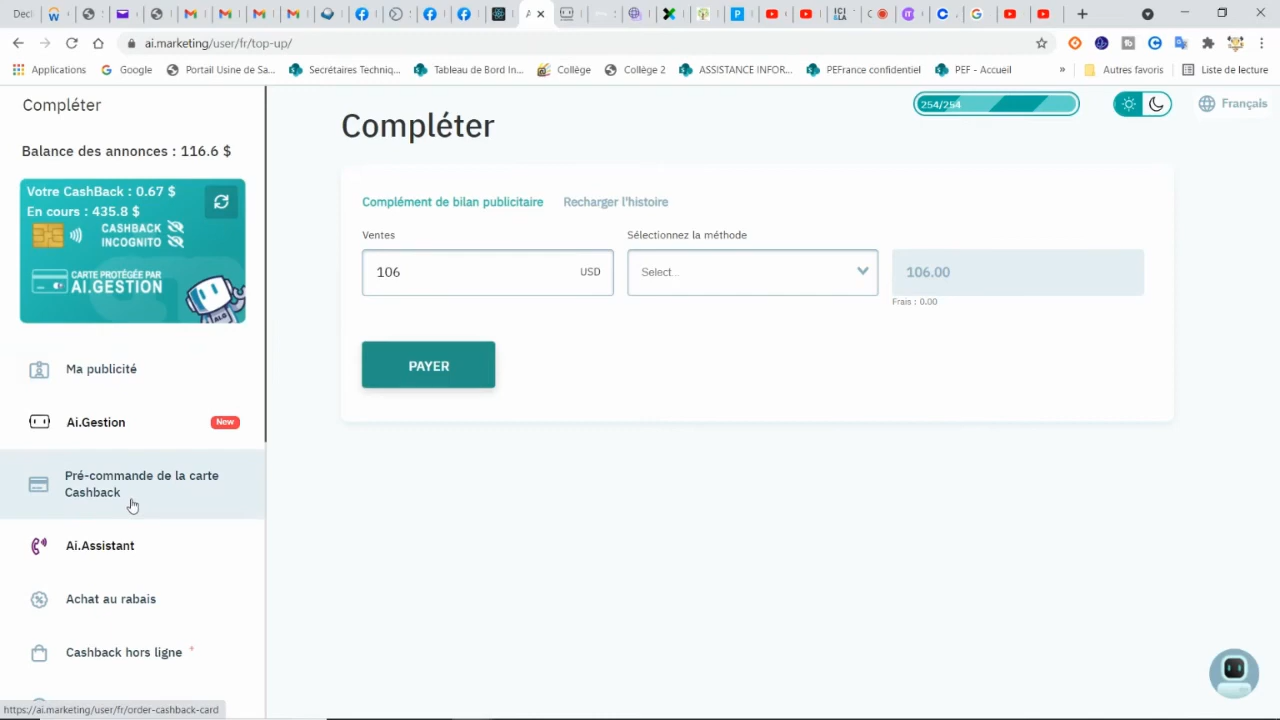 Decl
ai.marketing/user/fr/top-up/
Applications
Google
Portail Usine de Sa...
Secrétaires Techniq...
Tableau de Bord In...
Collège
Collège 2
ASSISTANCE INFOR...
PEFrance confidentiel
PEF - Accueil
»
Autres favoris
Liste de lecture
Compléter
Balance des annonces : 116.6 $
Votre CashBack : 0.67 $
En cours : 435.8 $
CASHBACK
INCOGNITO
CARTE PROTÉGÉE PAR
AI.GESTION
Ma publicité
Ai.Gestion
New
Pré-commande de la carte
Cashback
Ai.Assistant
Achat au rabais
Cashback hors ligne *
https://ai.marketing/user/fr/order-cashback-card
254/254
Français
Compléter
Complément de bilan publicitaire
Recharger l'histoire
Ventes
Sélectionnez la méthode
106
USD
Select...
106.00
Frais : 0.00
PAYER